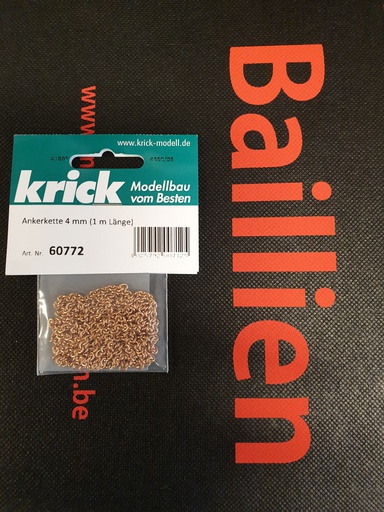 www.krick-modell.de
krick Modellbau
vom Besten
Ankerkette 4 mm (1 m Länge)
Art. Nr. 60772
Baillien
www.
n.be